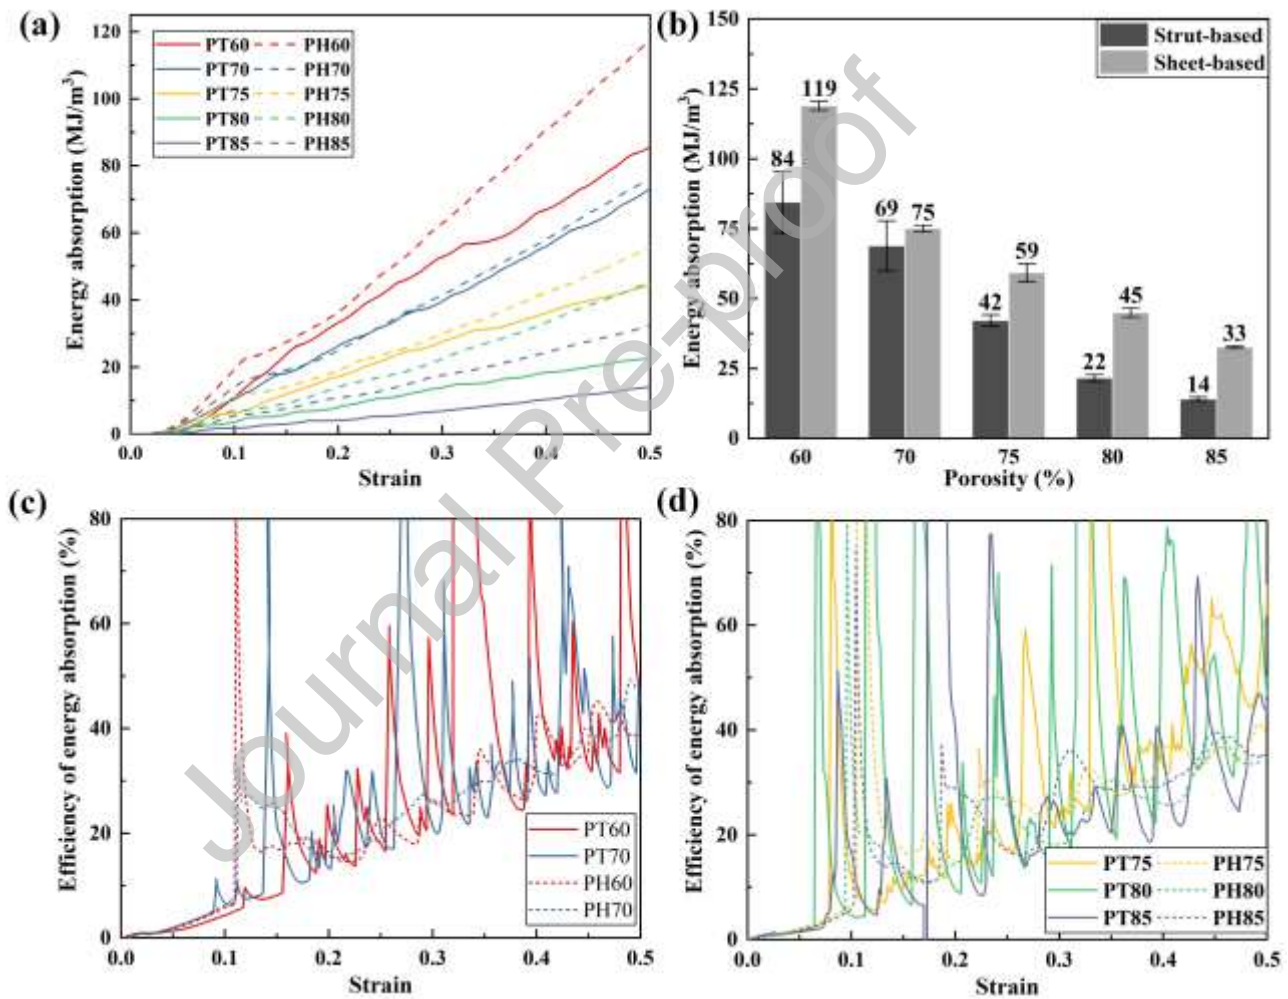 (a)
120
100
80
60
40
20
0
0.0 0.1 0.2 0.3 0.4 0.5
Strain
Energy absorption (MJ/m³)
PT60 PH60
PT70 PH70
PT75 PH75
PT80 PH80
PT85 PH85
(b)
150
125
100
75
50
25
0
60 70 75 80 85
Porosity (%)
Energy absorption (MJ/m³)
Strut-based
Sheet-based
84 119
69 75
42 59
22 45
14 33
(c)
80
60
40
20
0
0.0 0.1 0.2 0.3 0.4 0.5
Strain
Efficiency of energy absorption (%)
PT60
PT70
PH60
PH70
(d)
80
60
40
20
0
0.0 0.1 0.2 0.3 0.4 0.5
Strain
Efficiency of energy absorption (%)
PT75 PH75
PT80 PH80
PT85 PH85
Journal Pre-proof